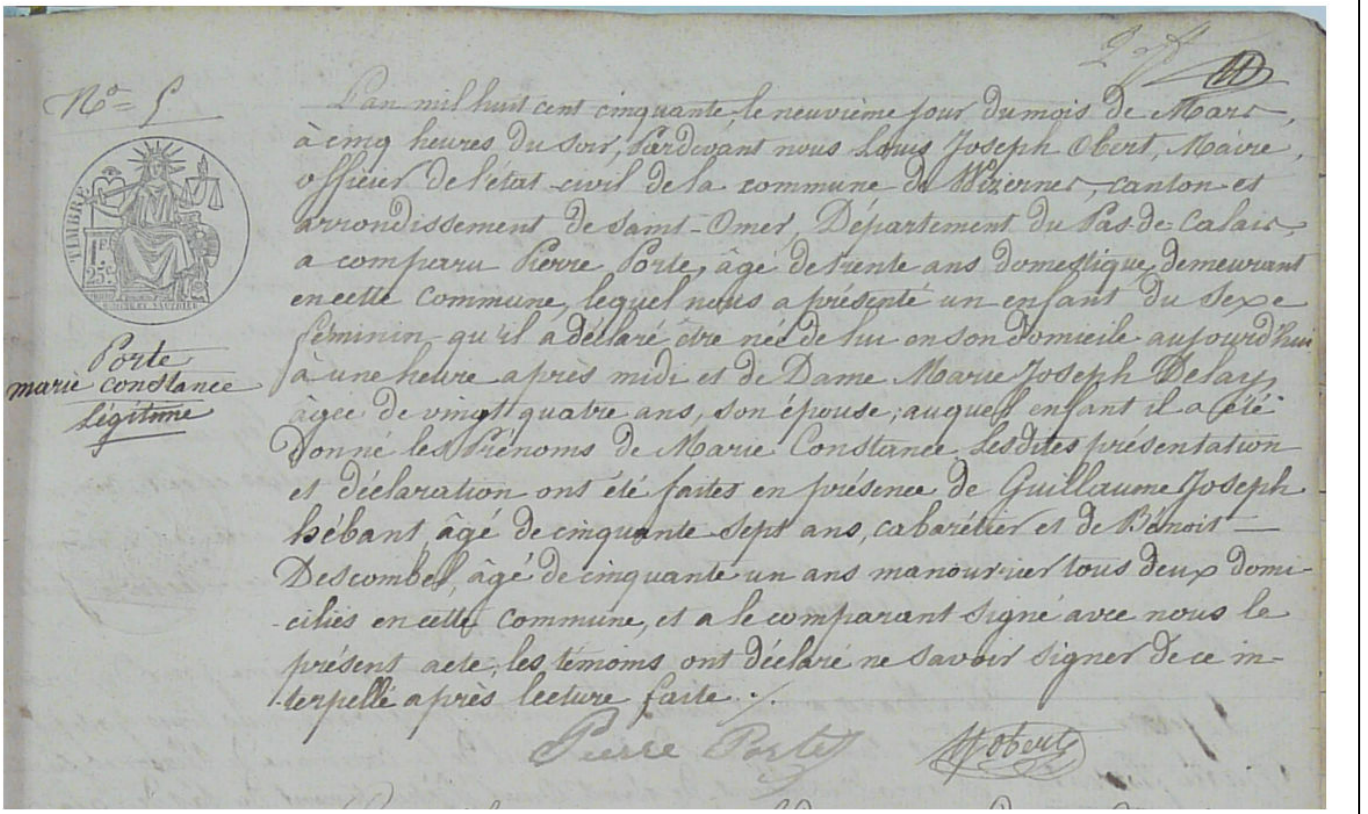 N° = 5
L'an mil huit cent cinquante, le neuvième jour du mois de Mars,
à cinq heures du soir, Pardevant nous Louis Joseph Obert, Maire,
officier de l'état-civil de la commune de Wizernes, canton et
arrondissement de Saint-Omer, Département du Pas-de-Calais,
a comparu Pierre Porte, âgé de trente ans domestique, demeurant
en cette commune, lequel nous a présenté un enfant du sexe
féminin qu'il a déclaré être née de lui en son domicile aujourd'hui
à une heure après midi et de Dame Marie Joseph Delay,
âgée de vingt quatre ans, son épouse; auquel enfant il a été
donné les Prénoms de Marie Constance. Lesdites présentation
et déclaration ont été faites en présence de Guillaume Joseph
hébant, âgé de cinquante sept ans, cabarétier et de Bénoit
Descombel, âgé de cinquante un ans manouvrier tous deux domi-
-ciliés en cette commune, et a le comparant signé avec nous le
présent acte, les témoins ont déclaré ne savoir signer de ce in-
-terpellé après lecture faite ./.
Pierre Porte
Obert
TIMBRE
1 F.
25 c.
Porte
marie constance
légitime